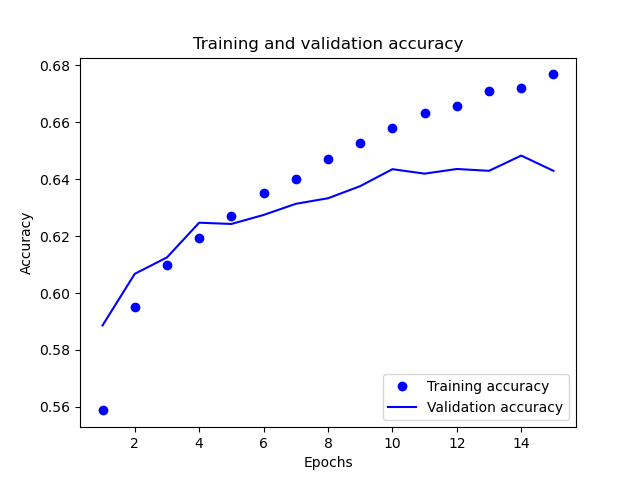 Training and validation accuracy
Accuracy
0.68
0.66
0.64
0.62
0.60
0.58
0.56
Training accuracy
Validation accuracy
2 4 6 8 10 12 14
Epochs